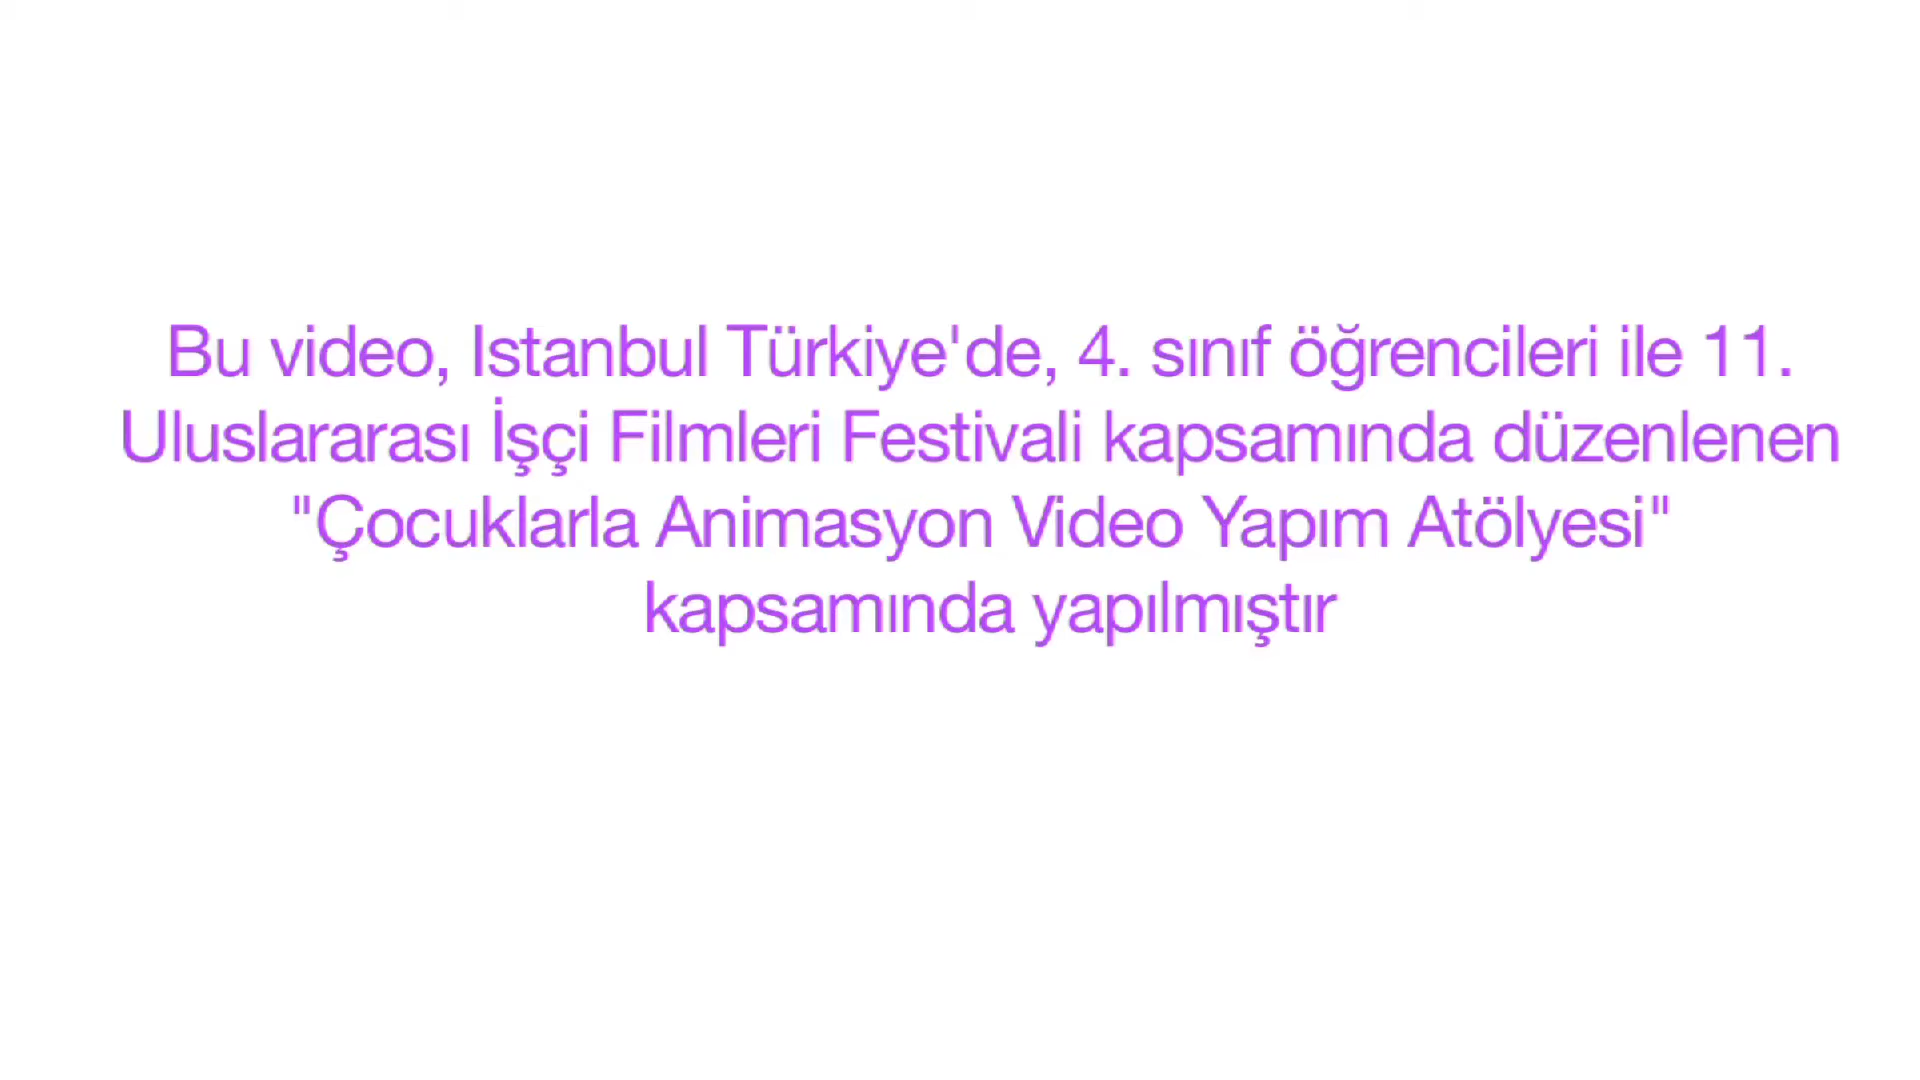 Bu video, Istanbul Türkiye'de, 4. sınıf öğrencileri ile 11.
Uluslararası İşçi Filmleri Festivali kapsamında düzenlenen
"Çocuklarla Animasyon Video Yapım Atölyesi"
kapsamında yapılmıştır